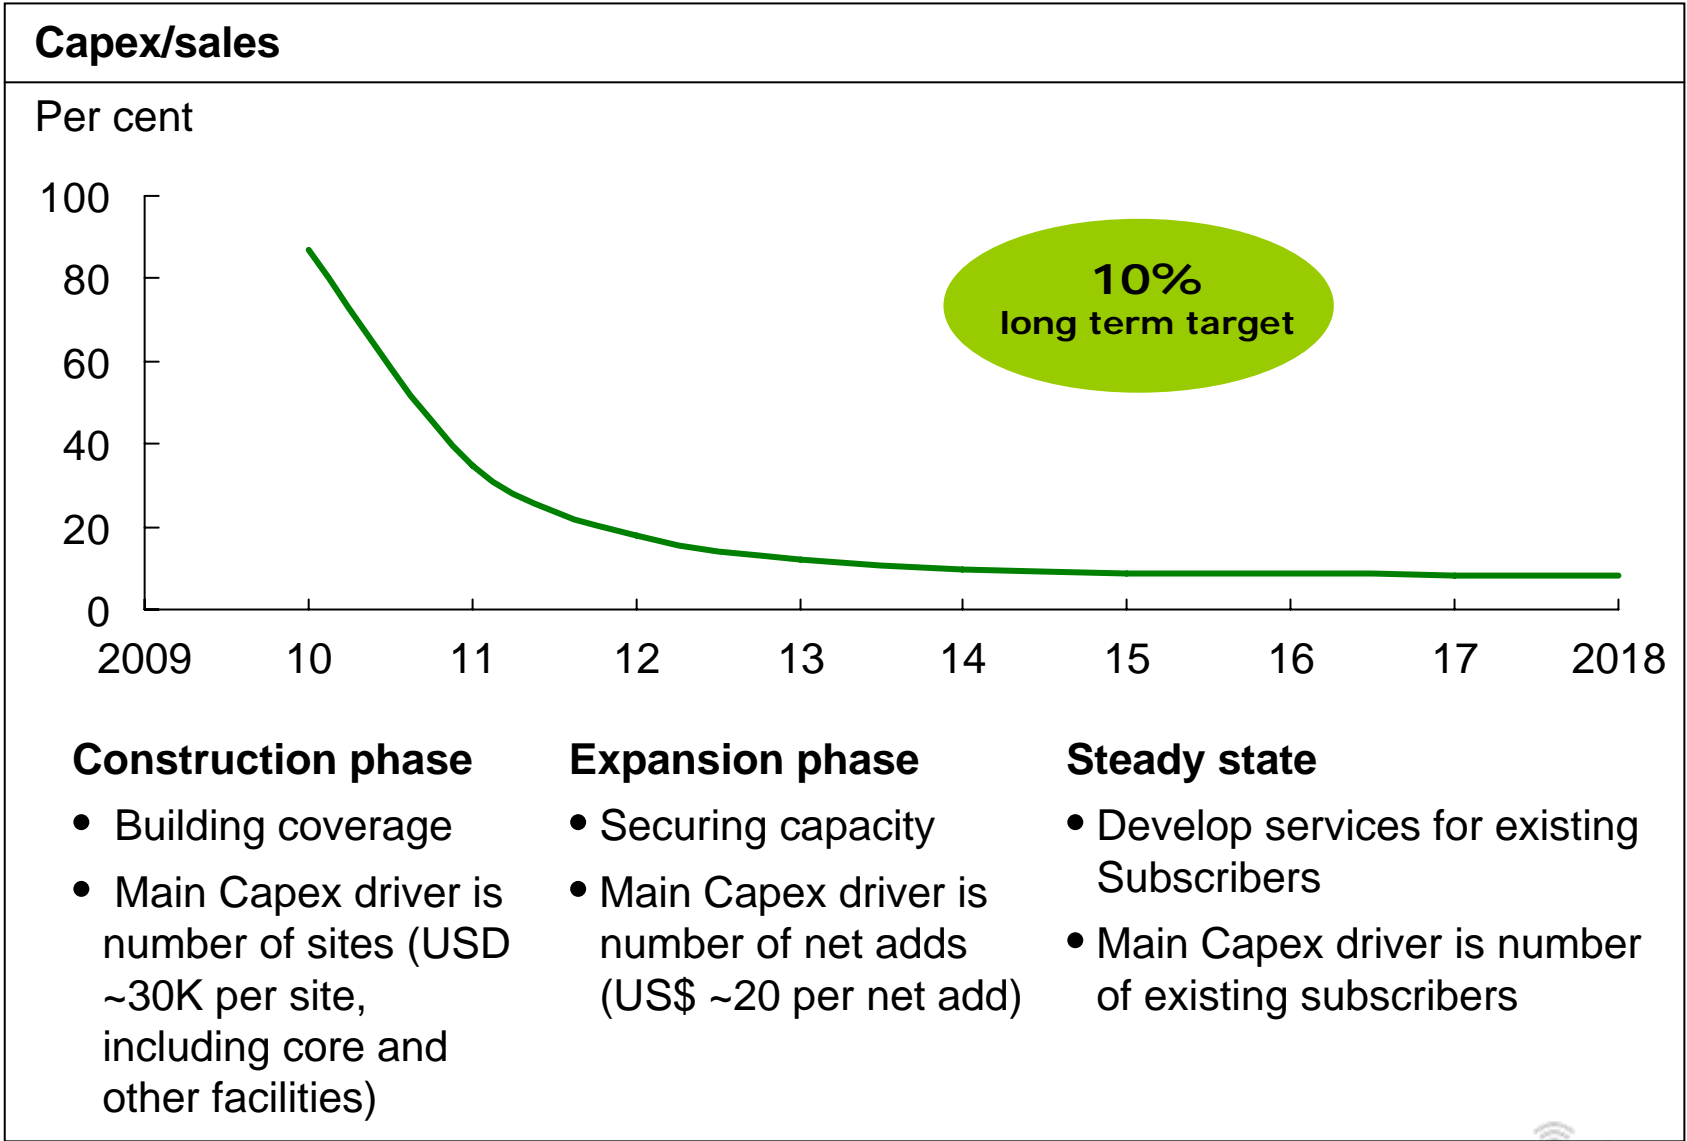 Capex/sales
Per cent
100
80
60
40
20
0
10%
long term target
2009 10 11 12 13 14 15 16 17 2018
Construction phase
• Building coverage
• Main Capex driver is
number of sites (USD
~30K per site,
including core and
other facilities)
Expansion phase
• Securing capacity
• Main Capex driver is
number of net adds
(US$ ~20 per net add)
Steady state
• Develop services for existing
Subscribers
• Main Capex driver is number
of existing subscribers